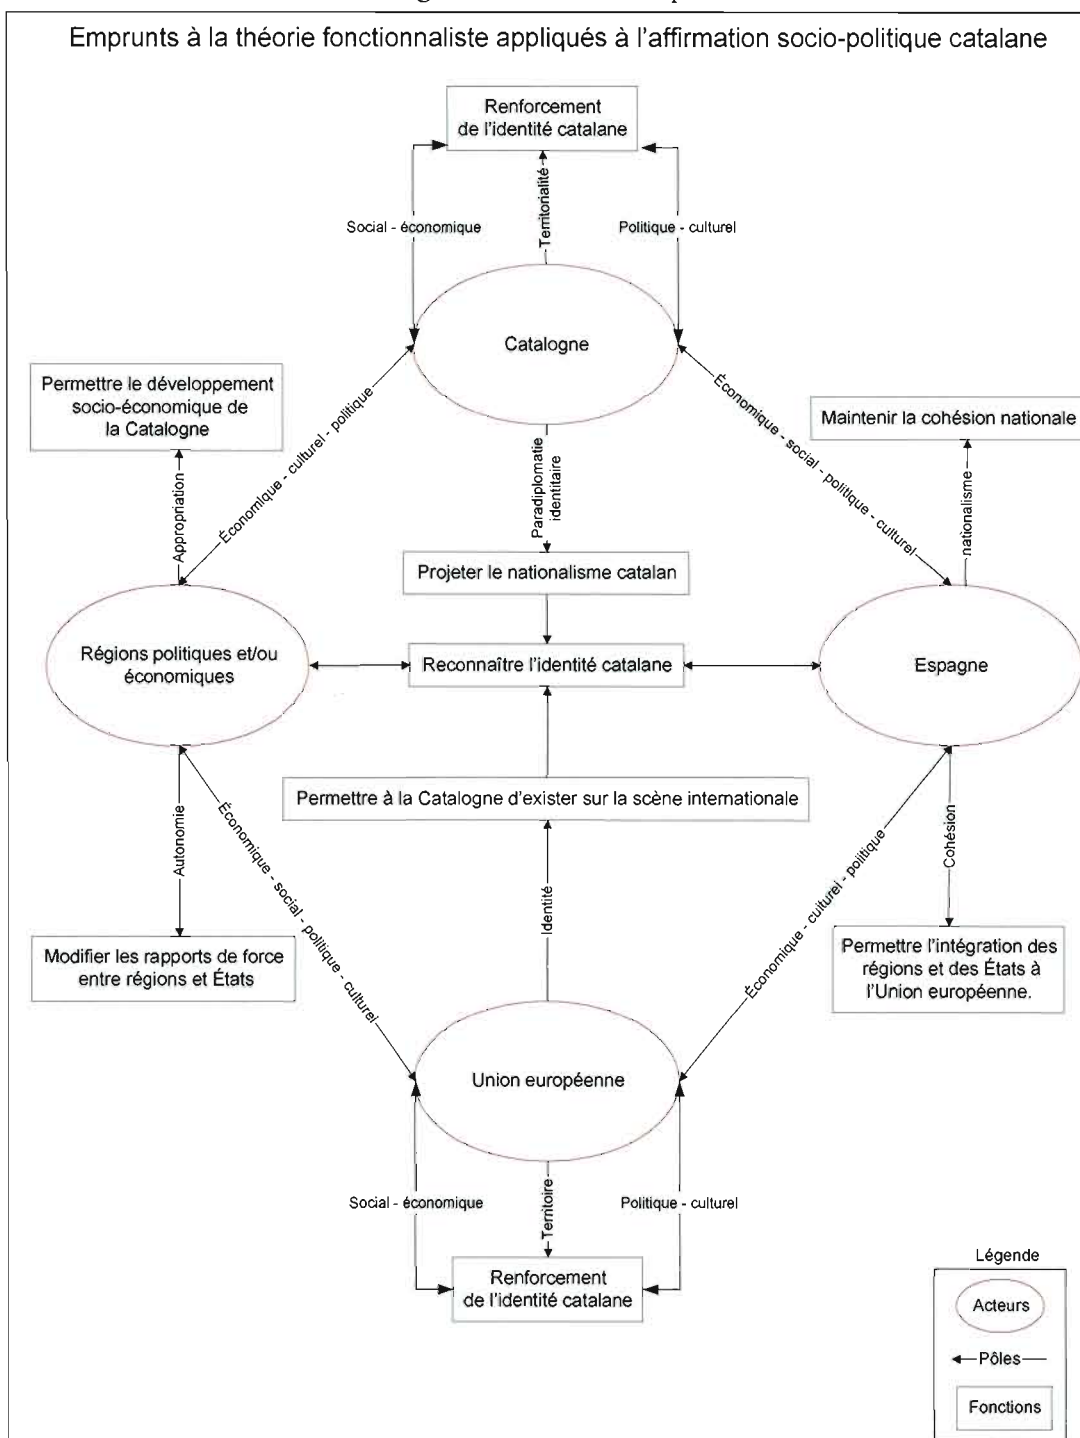 Emprunts à la théorie fonctionnaliste appliqués à l'affirmation socio-politique catalane
Renforcement
de l'identité catalane
Social - économique
Territorialité
Politique - culturel
Catalogne
Permettre le développement
socio-économique de
la Catalogne
Économique - culturel - politique
Économique - social - politique - culturel
Maintenir la cohésion nationale
Appropriation
Paradiplomatie
identitaire
nationalisme
Projeter le nationalisme catalan
Régions politiques et/ou
économiques
Reconnaître l'identité catalane
Espagne
Permettre à la Catalogne d'exister sur la scène internationale
Autonomie
Économique - social - politique - culturel
Identité
Économique - culturel - politique
Cohésion
Modifier les rapports de force
entre régions et États
Permettre l'intégration des
régions et des États à
l'Union européenne.
Union européenne
Social - économique
Territoire
Politique - culturel
Renforcement
de l'identité catalane
Légende
Acteurs
Pôles
Fonctions